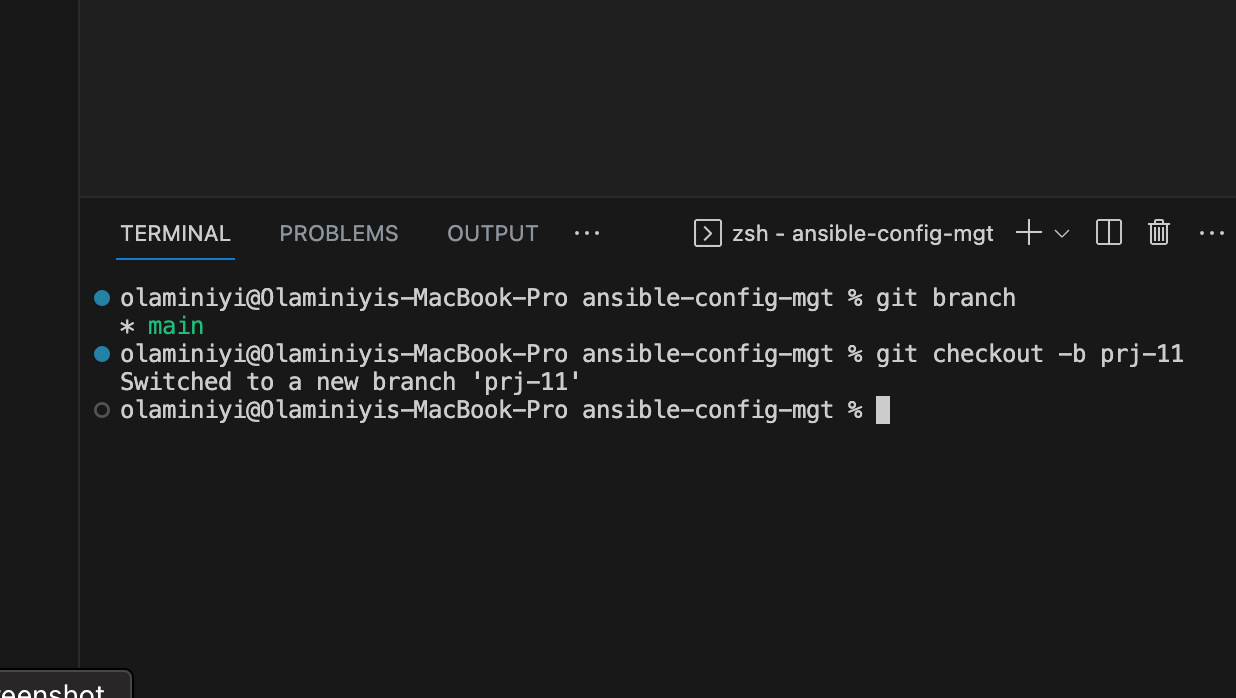 TERMINAL PROBLEMS OUTPUT ··· zsh - ansible-config-mgt ···
olaminiyi@Olaminiyis-MacBook-Pro ansible-config-mgt % git branch
* main
olaminiyi@Olaminiyis-MacBook-Pro ansible-config-mgt % git checkout -b prj-11
Switched to a new branch 'prj-11'
olaminiyi@Olaminiyis-MacBook-Pro ansible-config-mgt %
reenshot